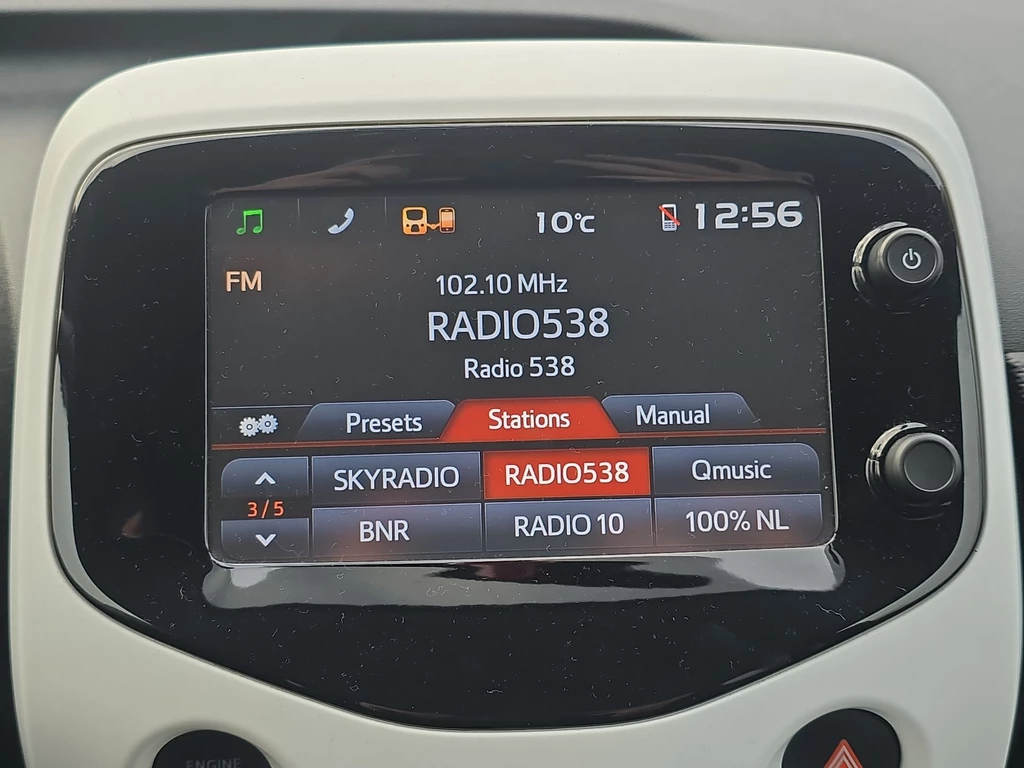 10°C 12:56
FM
102.10 MHz
RADIO538
Radio 538
Presets Stations Manual
SKYRADIO RADIO538 Qmusic
3/5
BNR RADIO 10 100% NL
ENGINE